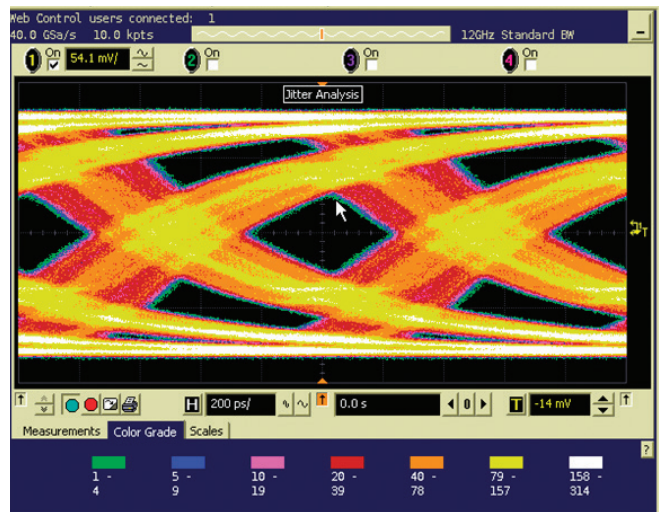 Web Control users connected: 1
40.0 GSa/s 10.0 kpts 12GHz Standard BW
1 On 54.1 mV/ 2 On 3 On 4 On
Jitter Analysis
T
H 200 ps/ 0.0 s 0 T -14 mV
Measurements Color Grade Scales
?
1 - 5 - 10 - 20 - 40 - 79 - 158 -
4 9 19 39 78 157 314